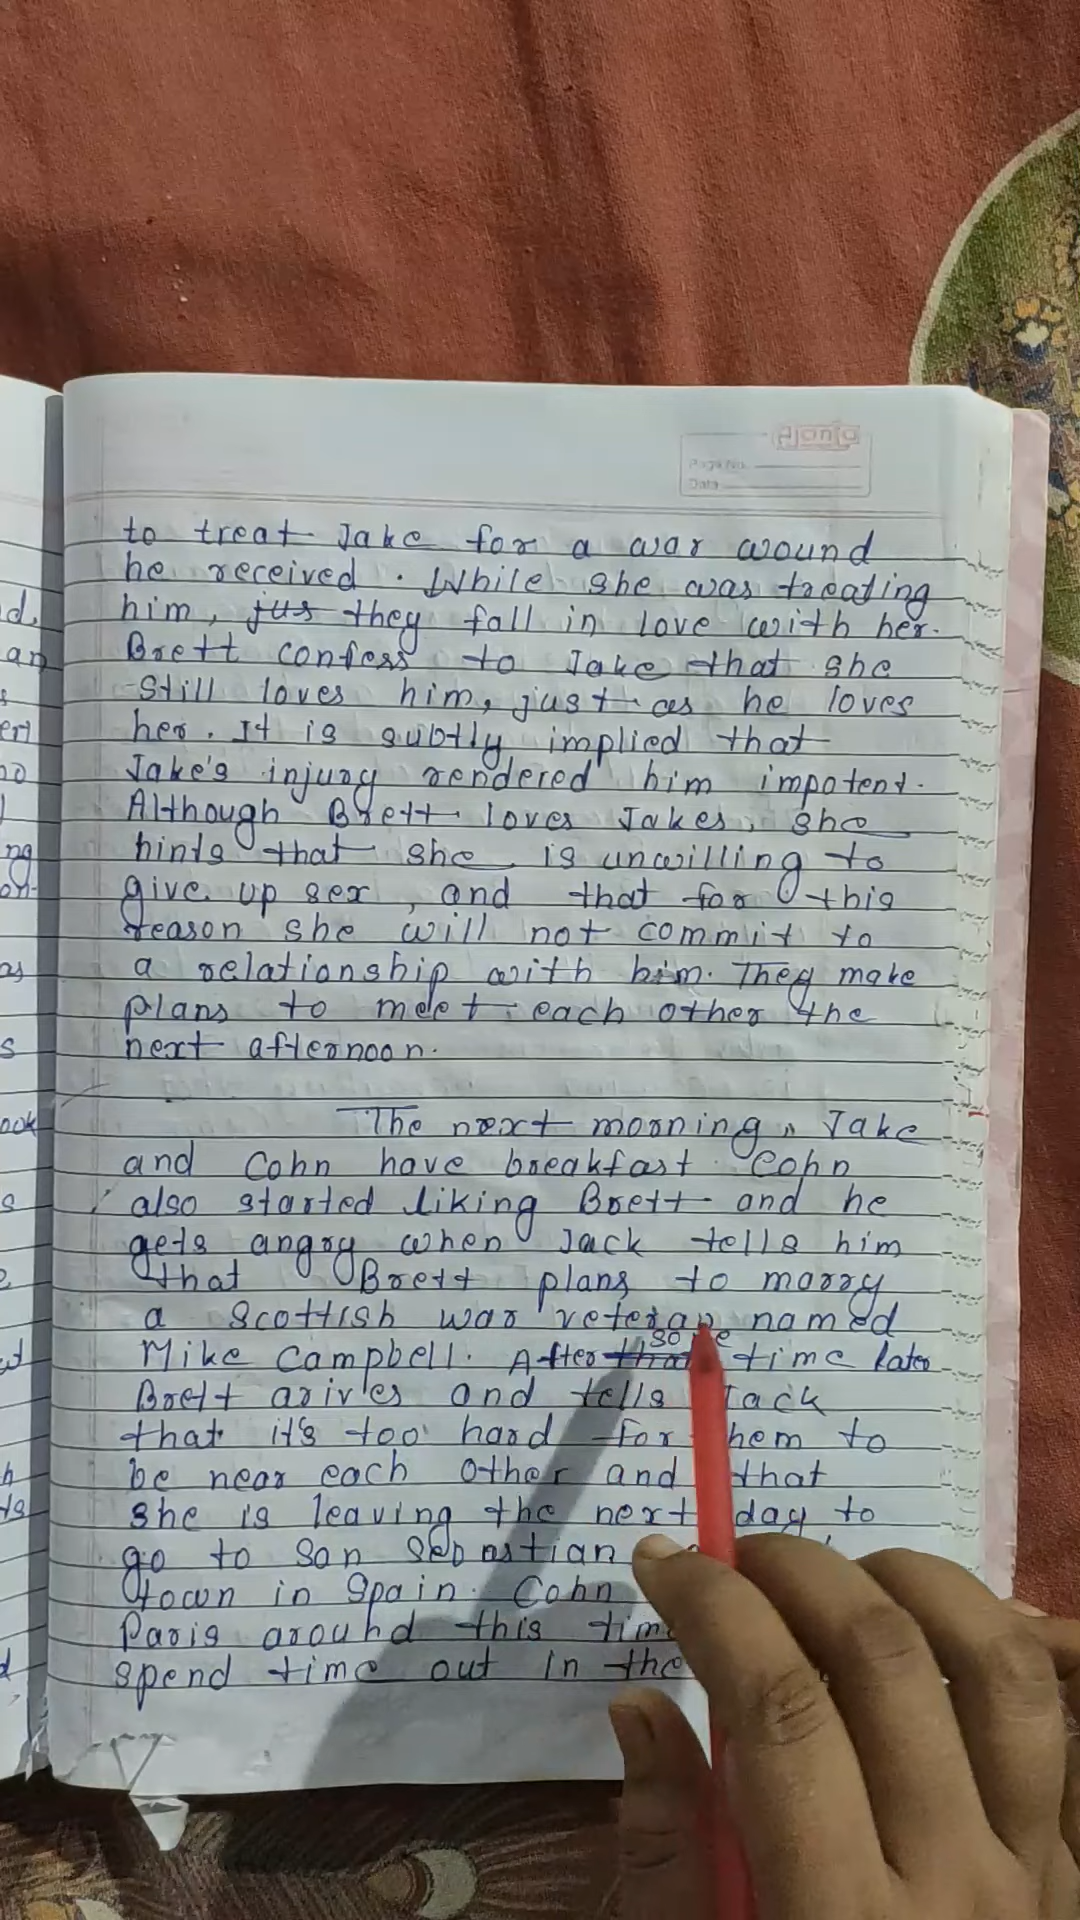 Ajanta
Page No.
Date
to treat Jake for a war wound
he received. While she was treating
him, jus they fall in love with her.
Brett confess to Jake that she
still loves him, just as he loves
her. It is subtly implied that
Jake's injury rendered him impotent.
Although Brett loves Jakes, she
hints that she is unwilling to
give up sex, and that for this
reason she will not commit to
a relationship with him. They make
plans to meet each other the
next afternoon.
The next morning, Jake
and Cohn have breakfast. Cohn
also started liking Brett and he
gets angry when Jack tells him
that Brett plans to marry
a Scottish war veteran named
Mike Campbell. After that some time later
Brett arives and tells Jack
that it's too hard for them to
be near each other and that
she is leaving the next day to
go to San Sebastian
town in Spain. Cohn
Paris around this time
spend time out in the